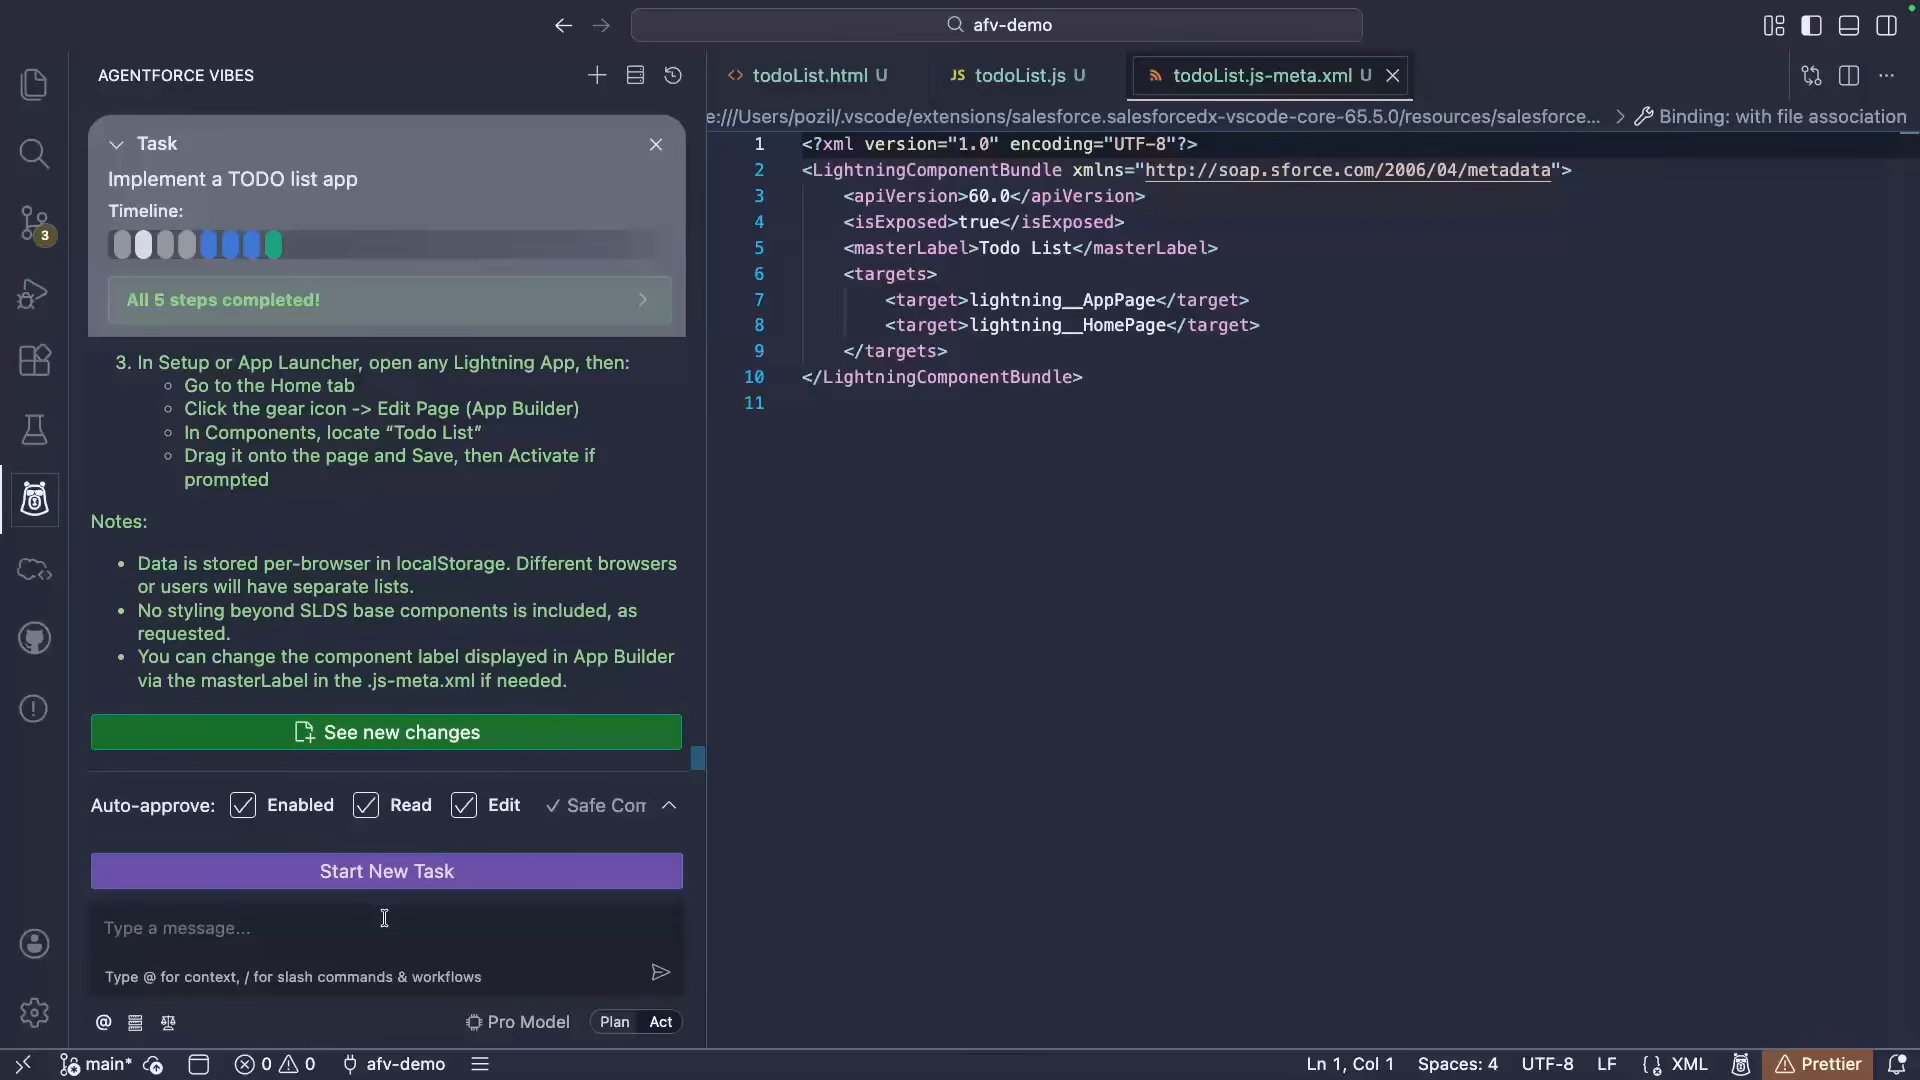 afv-demo
AGENTFORCE VIBES
Task
Implement a TODO list app
Timeline:
All 5 steps completed!
3. In Setup or App Launcher, open any Lightning App, then:
Go to the Home tab
Click the gear icon -> Edit Page (App Builder)
In Components, locate “Todo List”
Drag it onto the page and Save, then Activate if
prompted
Notes:
Data is stored per-browser in localStorage. Different browsers
or users will have separate lists.
No styling beyond SLDS base components is included, as
requested.
You can change the component label displayed in App Builder
via the masterLabel in the .js-meta.xml if needed.
See new changes
Auto-approve: Enabled Read Edit Safe Com
Start New Task
Type a message...
Type @ for context, / for slash commands & workflows
@ Pro Model Plan Act
3
todoList.html U JS todoList.js U todoList.js-meta.xml U
e:///Users/pozil/.vscode/extensions/salesforce.salesforcedx-vscode-core-65.5.0/resources/salesforce... > Binding: with file association
1 <?xml version="1.0" encoding="UTF-8"?>
2 <LightningComponentBundle xmlns="http://soap.sforce.com/2006/04/metadata">
3 <apiVersion>60.0</apiVersion>
4 <isExposed>true</isExposed>
5 <masterLabel>Todo List</masterLabel>
6 <targets>
7 <target>lightning__AppPage</target>
8 <target>lightning__HomePage</target>
9 </targets>
10 </LightningComponentBundle>
11
main* 0 0 afv-demo Ln 1, Col 1 Spaces: 4 UTF-8 LF XML Prettier